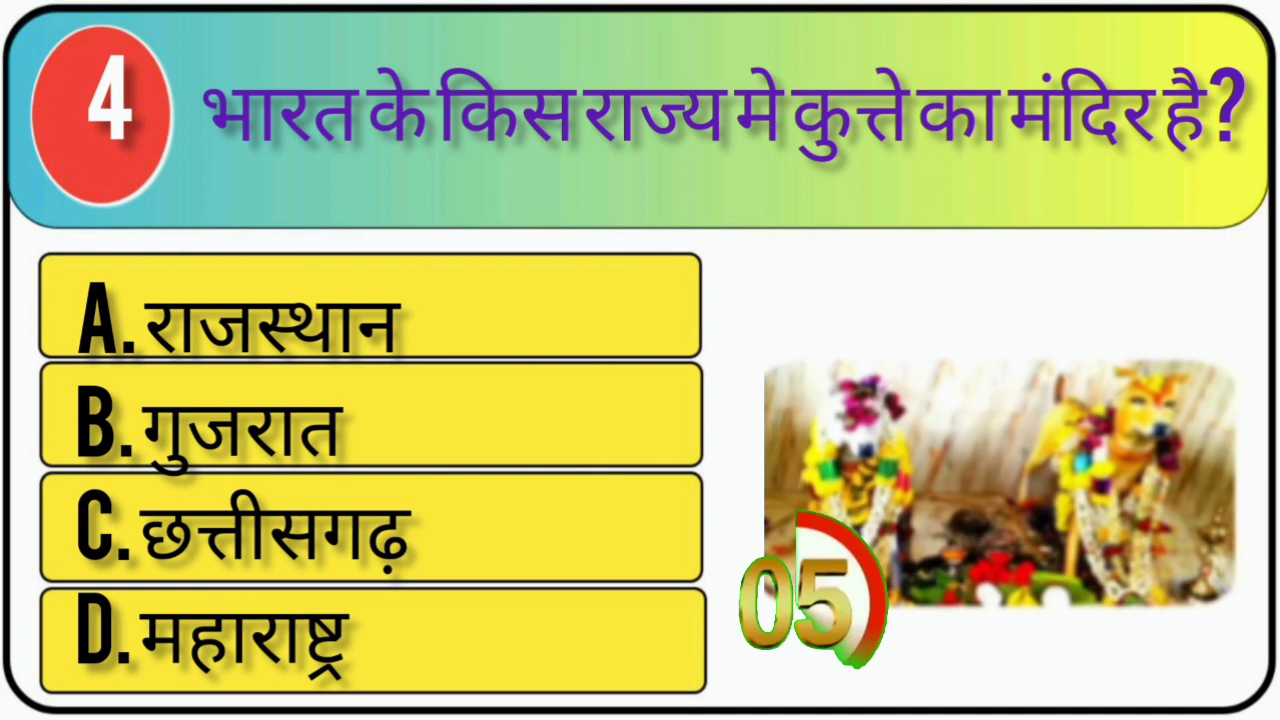 4
भारत के किस राज्य मे कुत्ते का मंदिर है?
A. राजस्थान
B. गुजरात
C. छत्तीसगढ़
D. महाराष्ट्र
05